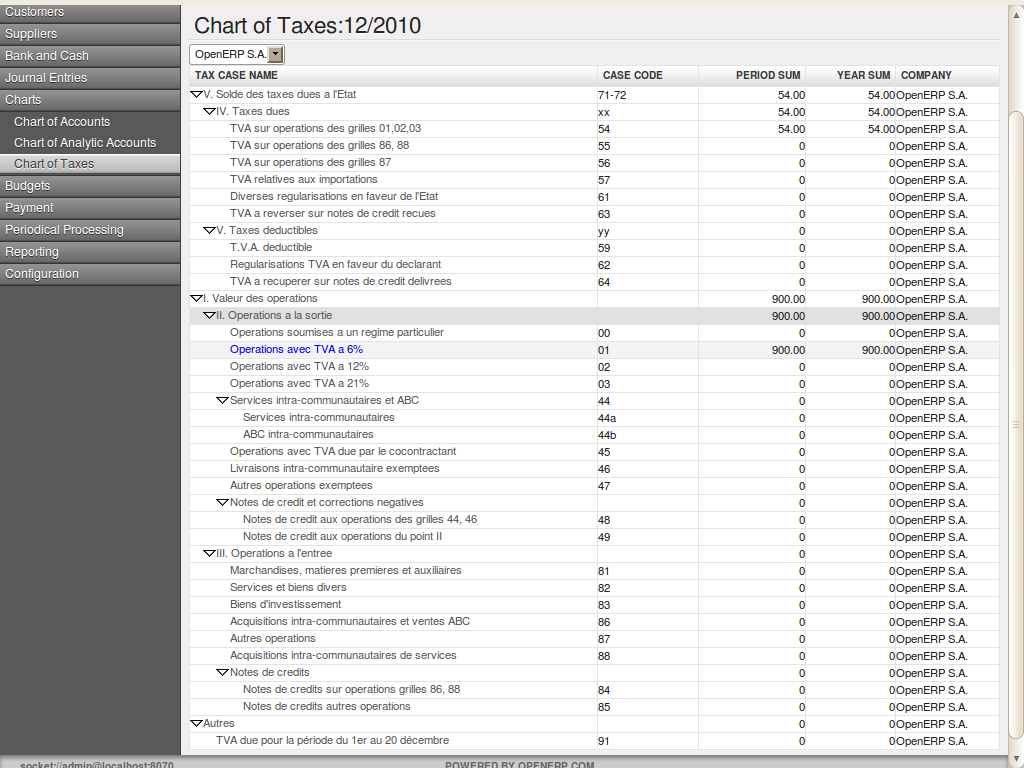 Customers
Suppliers
Bank and Cash
Journal Entries
Charts
Chart of Accounts
Chart of Analytic Accounts
Chart of Taxes
Budgets
Payment
Periodical Processing
Reporting
Configuration
Chart of Taxes:12/2010
OpenERP S.A.
TAX CASE NAME CASE CODE PERIOD SUM YEAR SUM COMPANY
V. Solde des taxes dues a l'Etat 71-72 54.00 54.00 OpenERP S.A.
IV. Taxes dues xx 54.00 54.00 OpenERP S.A.
TVA sur operations des grilles 01,02,03 54 54.00 54.00 OpenERP S.A.
TVA sur operations des grilles 86, 88 55 0 0 OpenERP S.A.
TVA sur operations des grilles 87 56 0 0 OpenERP S.A.
TVA relatives aux importations 57 0 0 OpenERP S.A.
Diverses regularisations en faveur de l'Etat 61 0 0 OpenERP S.A.
TVA a reverser sur notes de credit recues 63 0 0 OpenERP S.A.
V. Taxes deductibles yy 0 0 OpenERP S.A.
T.V.A. deductible 59 0 0 OpenERP S.A.
Regularisations TVA en faveur du declarant 62 0 0 OpenERP S.A.
TVA a recuperer sur notes de credit delivrees 64 0 0 OpenERP S.A.
I. Valeur des operations 900.00 900.00 OpenERP S.A.
II. Operations a la sortie 900.00 900.00 OpenERP S.A.
Operations soumises a un regime particulier 00 0 0 OpenERP S.A.
Operations avec TVA a 6% 01 900.00 900.00 OpenERP S.A.
Operations avec TVA a 12% 02 0 0 OpenERP S.A.
Operations avec TVA a 21% 03 0 0 OpenERP S.A.
Services intra-communautaires et ABC 44 0 0 OpenERP S.A.
Services intra-communautaires 44a 0 0 OpenERP S.A.
ABC intra-communautaires 44b 0 0 OpenERP S.A.
Operations avec TVA due par le cocontractant 45 0 0 OpenERP S.A.
Livraisons intra-communautaire exemptees 46 0 0 OpenERP S.A.
Autres operations exemptees 47 0 0 OpenERP S.A.
Notes de credit et corrections negatives 0 0 OpenERP S.A.
Notes de credit aux operations des grilles 44, 46 48 0 0 OpenERP S.A.
Notes de credit aux operations du point II 49 0 0 OpenERP S.A.
III. Operations a l'entree 0 0 OpenERP S.A.
Marchandises, matieres premieres et auxiliaires 81 0 0 OpenERP S.A.
Services et biens divers 82 0 0 OpenERP S.A.
Biens d'investissement 83 0 0 OpenERP S.A.
Acquisitions intra-communautaires et ventes ABC 86 0 0 OpenERP S.A.
Autres operations 87 0 0 OpenERP S.A.
Acquisitions intra-communautaires de services 88 0 0 OpenERP S.A.
Notes de credits 0 0 OpenERP S.A.
Notes de credits sur operations grilles 86, 88 84 0 0 OpenERP S.A.
Notes de credits autres operations 85 0 0 OpenERP S.A.
Autres 0 0 OpenERP S.A.
TVA due pour la période du 1er au 20 décembre 91 0 0 OpenERP S.A.
socket://admin@localhost:8070 POWERED BY OPENERP.COM